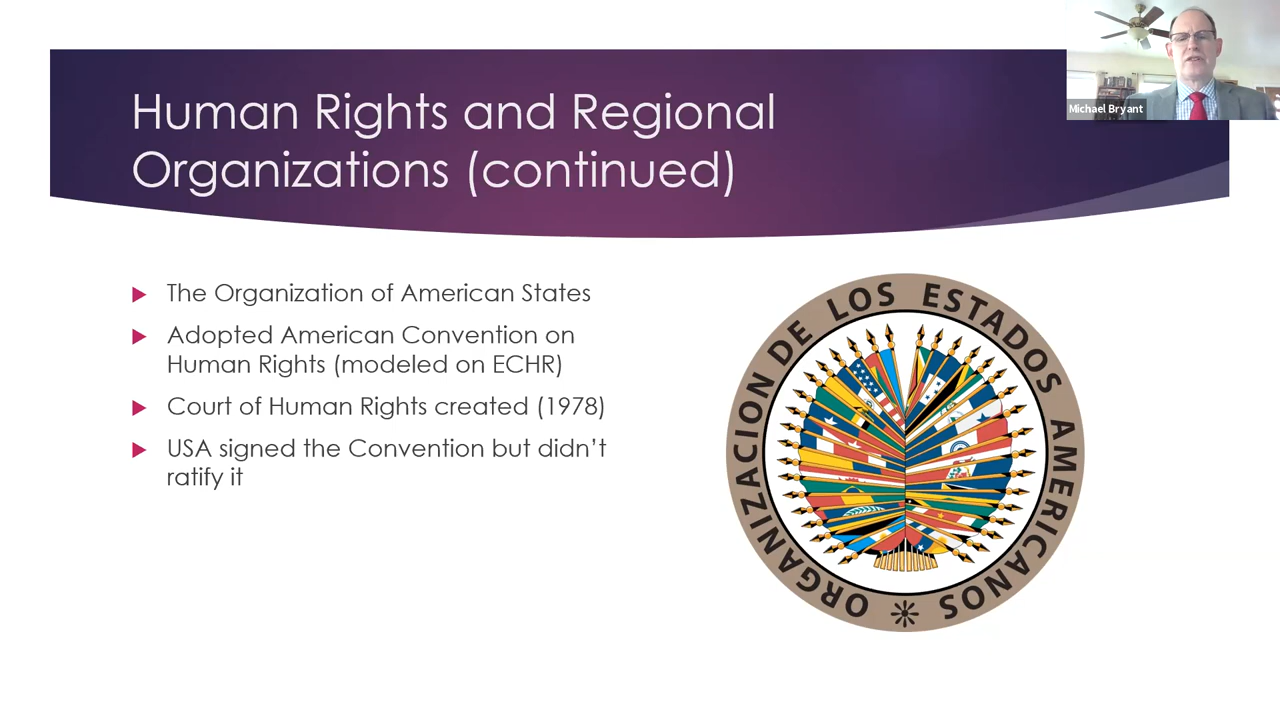 Human Rights and Regional
Organizations (continued)
Michael Bryant
The Organization of American States
Adopted American Convention on
Human Rights (modeled on ECHR)
Court of Human Rights created (1978)
USA signed the Convention but didn't
ratify it
ORGANIZACION DE LOS ESTADOS AMERICANOS